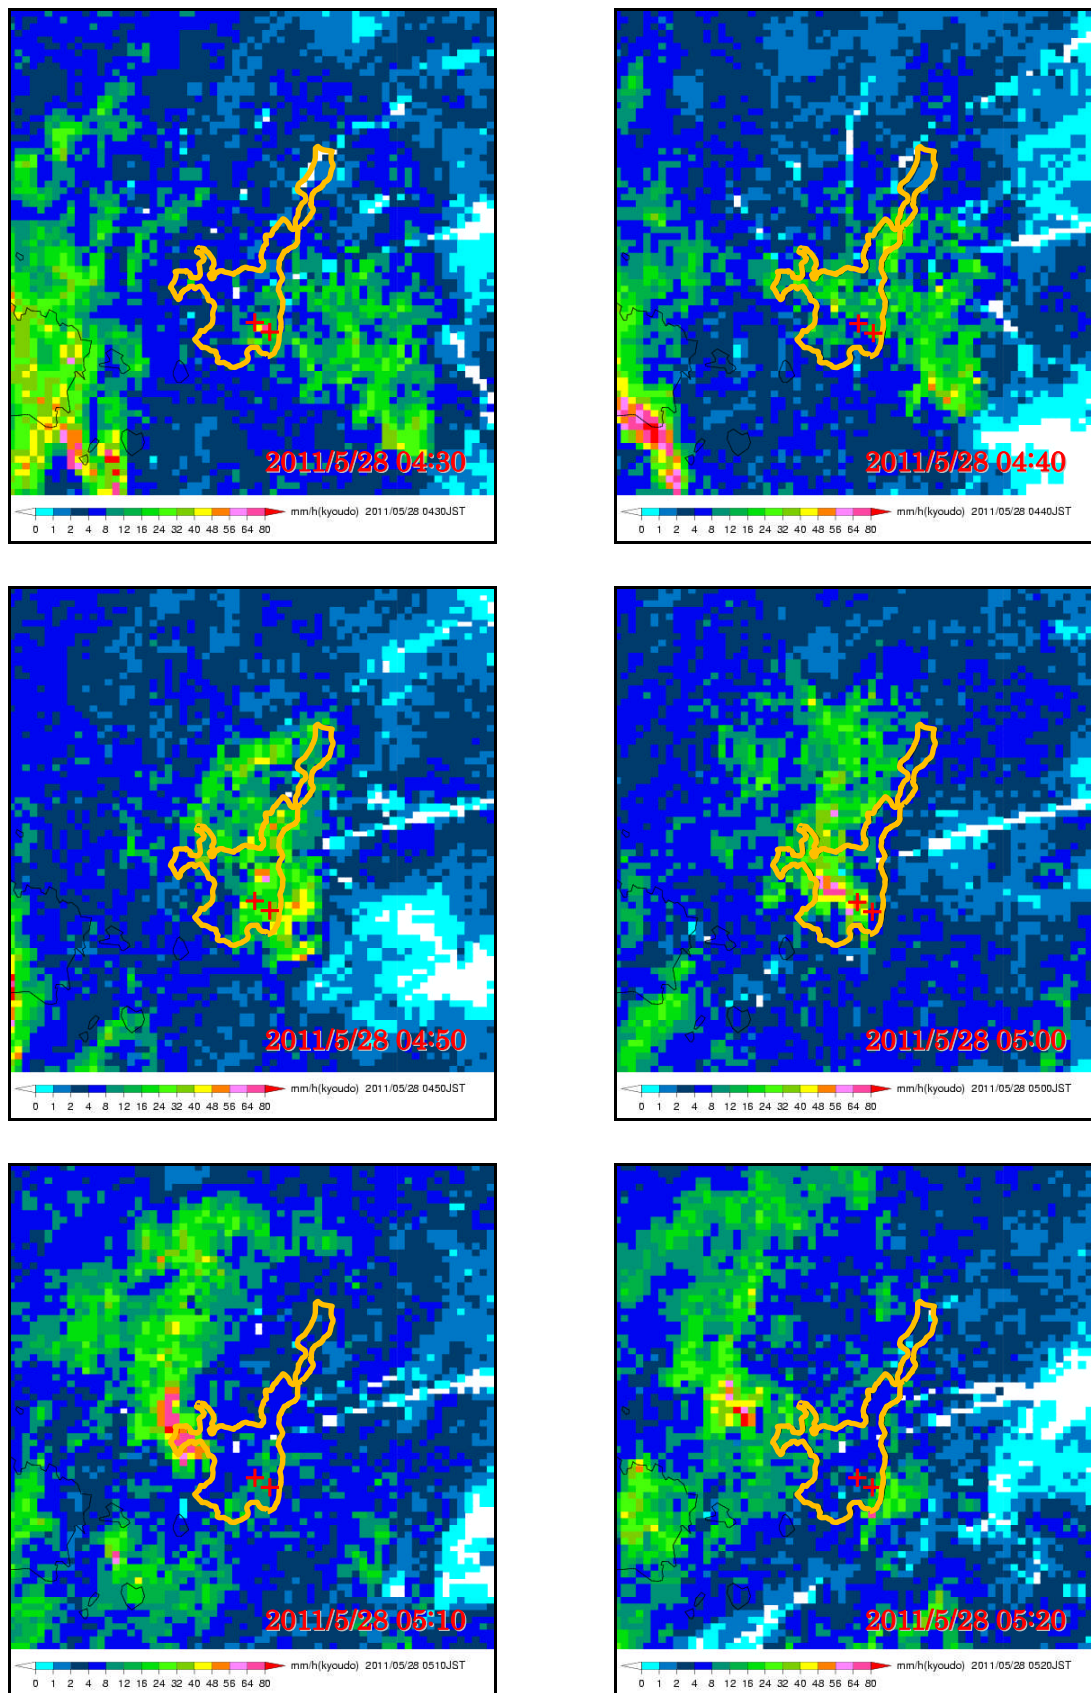 2011/5/28 04:30
mm/h(kyoudo) 2011/05/28 0430JST
0 1 2 4 8 12 16 24 32 40 48 56 64 80
2011/5/28 04:40
mm/h(kyoudo) 2011/05/28 0440JST
0 1 2 4 8 12 16 24 32 40 48 56 64 80
2011/5/28 04:50
mm/h(kyoudo) 2011/05/28 0450JST
0 1 2 4 8 12 16 24 32 40 48 56 64 80
2011/5/28 05:00
mm/h(kyoudo) 2011/05/28 0500JST
0 1 2 4 8 12 16 24 32 40 48 56 64 80
2011/5/28 05:10
mm/h(kyoudo) 2011/05/28 0510JST
0 1 2 4 8 12 16 24 32 40 48 56 64 80
2011/5/28 05:20
mm/h(kyoudo) 2011/05/28 0520JST
0 1 2 4 8 12 16 24 32 40 48 56 64 80